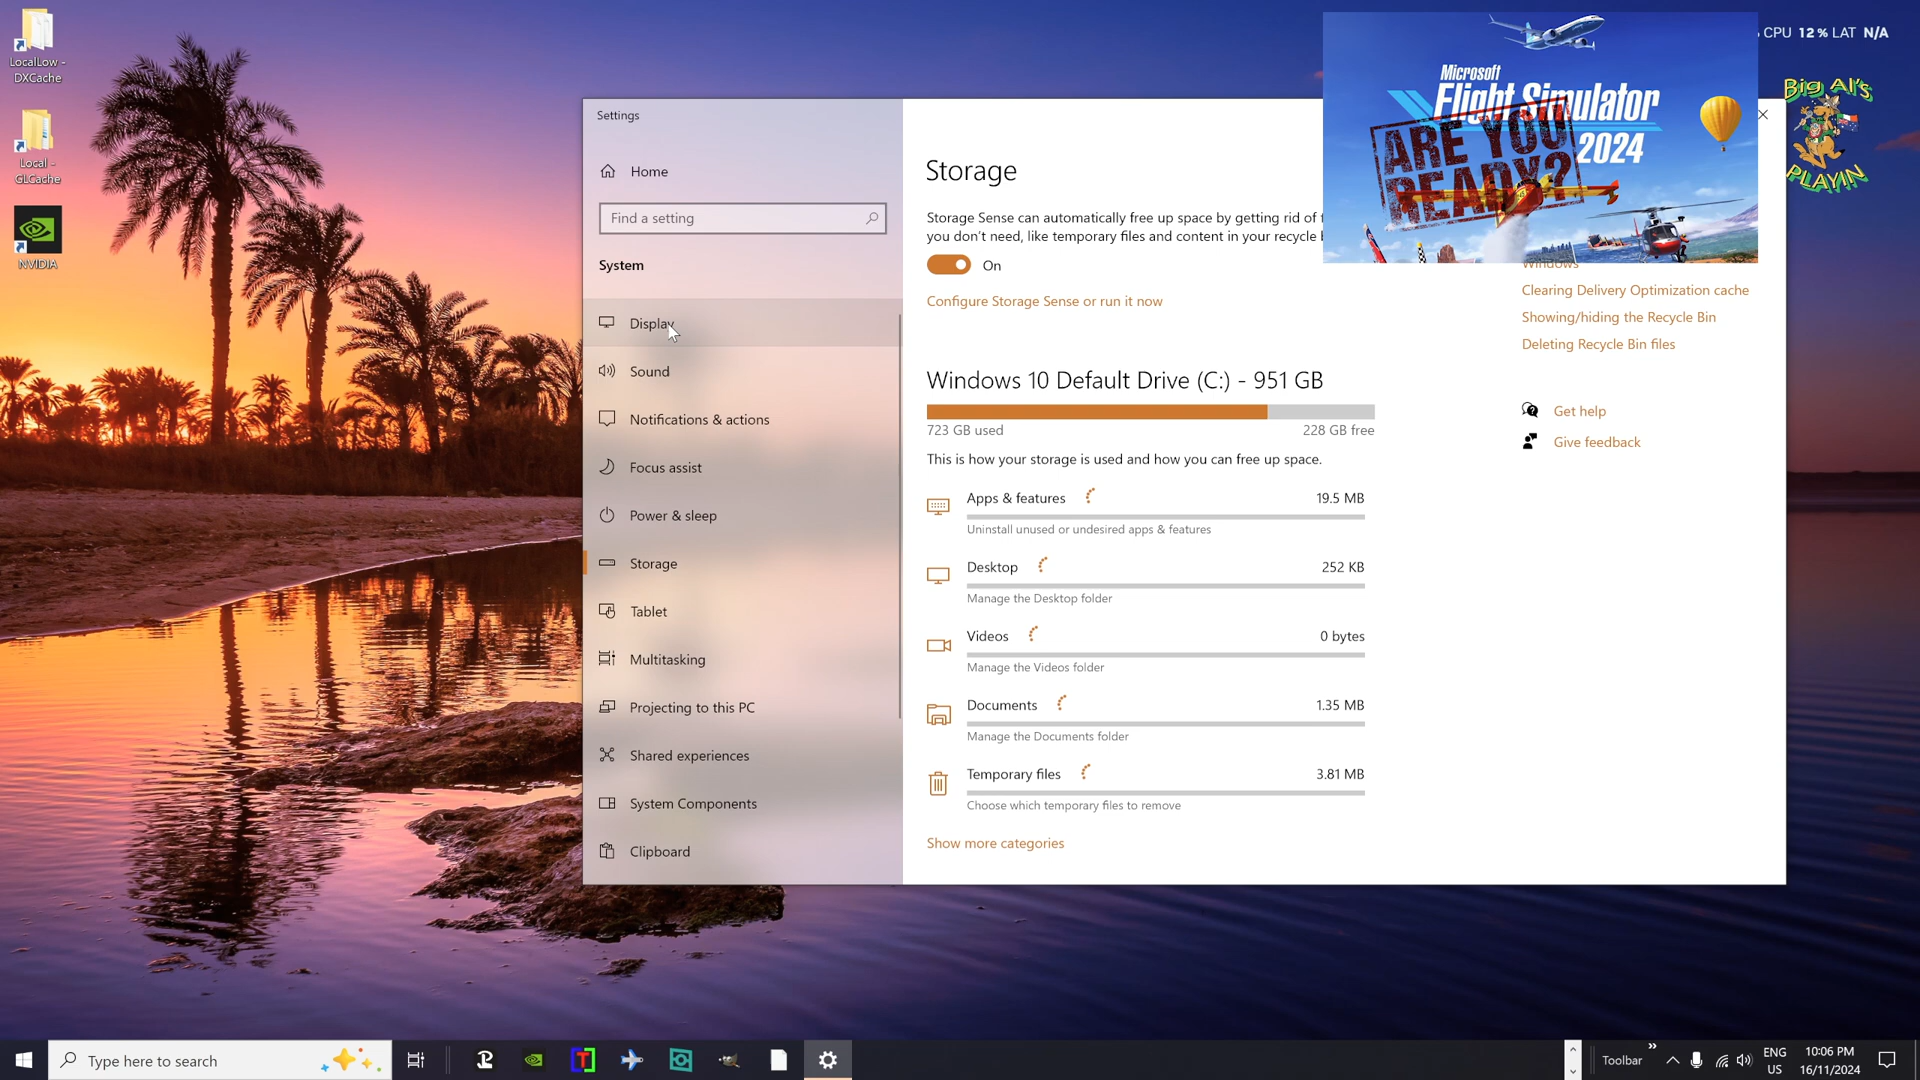 LocalLow -
DXCache
Local -
GLCache
NVIDIA
Settings
Home
Find a setting
System
Display
Sound
Notifications & actions
Focus assist
Power & sleep
Storage
Tablet
Multitasking
Projecting to this PC
Shared experiences
System Components
Clipboard
Storage
Storage Sense can automatically free up space by getting rid of
you don't need, like temporary files and content in your recycle
On
Configure Storage Sense or run it now
Windows 10 Default Drive (C:) - 951 GB
723 GB used 228 GB free
This is how your storage is used and how you can free up space.
Apps & features 19.5 MB
Uninstall unused or undesired apps & features
Desktop 252 KB
Manage the Desktop folder
Videos 0 bytes
Manage the Videos folder
Documents 1.35 MB
Manage the Documents folder
Temporary files 3.81 MB
Choose which temporary files to remove
Show more categories
Microsoft
Flight Simulator
2024
ARE YOU
READY?
Windows
Clearing Delivery Optimization cache
Showing/hiding the Recycle Bin
Deleting Recycle Bin files
Get help
Give feedback
CPU 12 % LAT N/A
Big Al's
PLAYIN
Type here to search
Toolbar
ENG
US
10:06 PM
16/11/2024